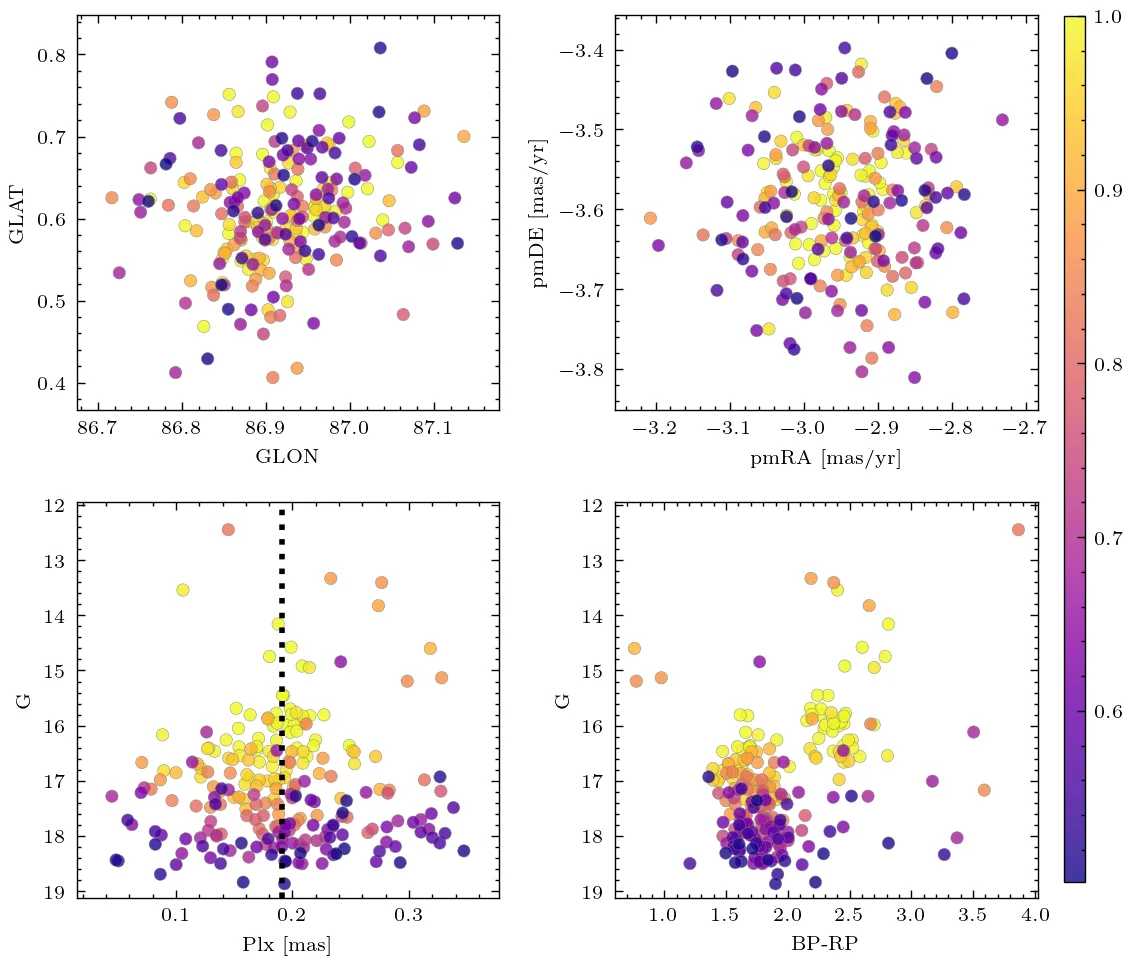 GLAT
0.8
0.7
0.6
0.5
0.4
86.7 86.8 86.9 87.0 87.1
GLON
pmDE [mas/yr]
−3.4
−3.5
−3.6
−3.7
−3.8
−3.2 −3.1 −3.0 −2.9 −2.8 −2.7
pmRA [mas/yr]
1.0
0.9
0.8
0.7
0.6
G
12
13
14
15
16
17
18
19
0.1 0.2 0.3
Plx [mas]
G
12
13
14
15
16
17
18
19
1.0 1.5 2.0 2.5 3.0 3.5 4.0
BP-RP